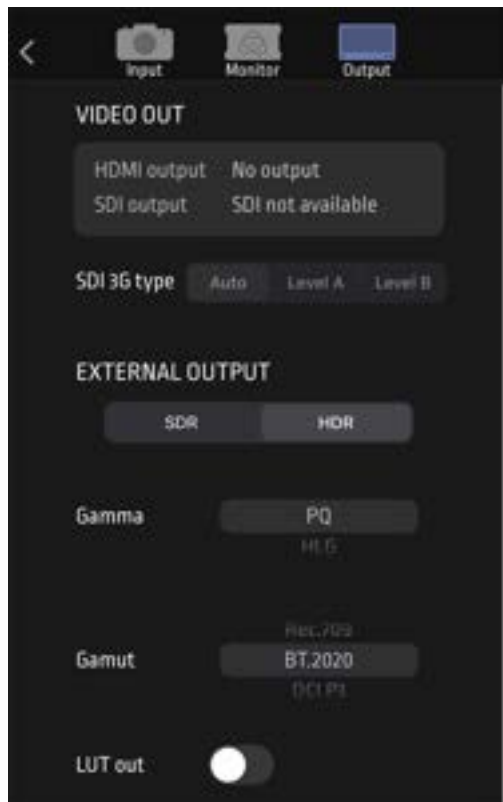 Input Monitor Output
VIDEO OUT
HDMI output No output
SDI output SDI not available
SDI 3G type Auto Level A Level B
EXTERNAL OUTPUT
SDR HDR
Gamma PQ
HLG
Rec.709
Gamut BT.2020
DCI P3
LUT out